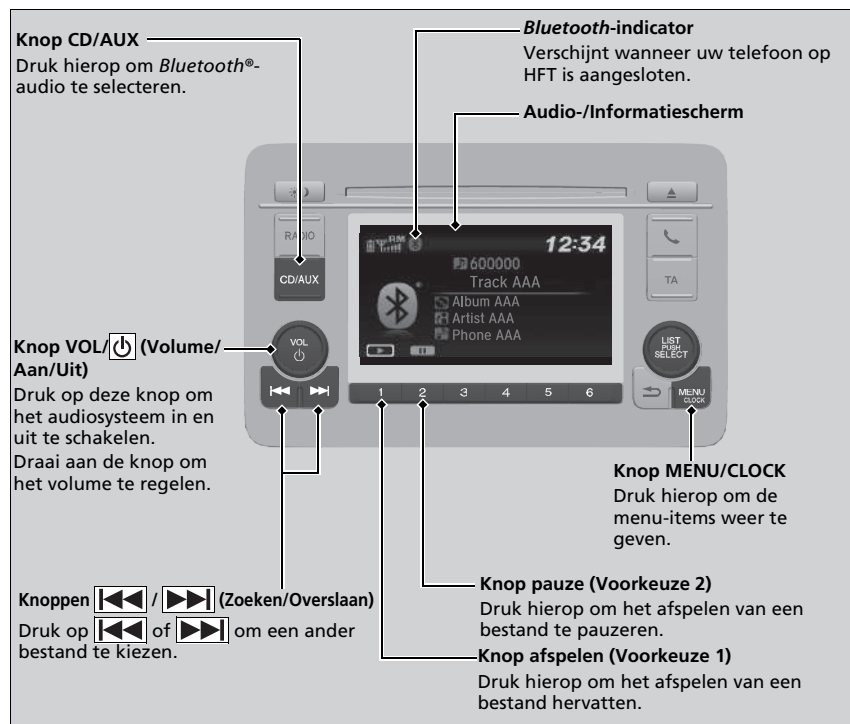 Knop CD/AUX
Druk hierop om Bluetooth®-
audio te selecteren.
Bluetooth-indicator
Verschijnt wanneer uw telefoon op
HFT is aangesloten.
Audio-/Informatiescherm
RADIO
CD/AUX
12:34
600000
Track AAA
Album AAA
Artist AAA
Phone AAA
TA
VOL
LIST
PUSH
SELECT
1 2 3 4 5 6
MENU
CLOCK
Knop VOL/ (Volume/
Aan/Uit)
Druk op deze knop om
het audiosysteem in en
uit te schakelen.
Draai aan de knop om
het volume te regelen.
Knop MENU/CLOCK
Druk hierop om de
menu-items weer te
geven.
Knoppen / (Zoeken/Overslaan)
Druk op of om een ander
bestand te kiezen.
Knop pauze (Voorkeuze 2)
Druk hierop om het afspelen van een
bestand te pauzeren.
Knop afspelen (Voorkeuze 1)
Druk hierop om het afspelen van een
bestand hervatten.